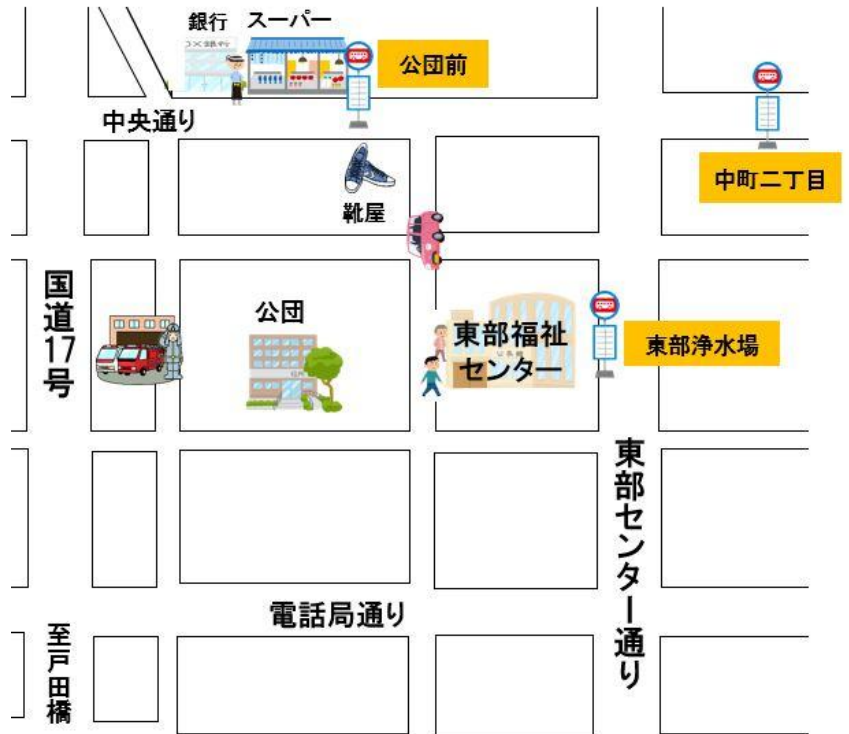 銀行
スーパー
公団前
中央通り
中町二丁目
靴屋
国道17号
公団
東部福祉
センター
東部浄水場
東部センター通り
電話局通り
至戸田橋